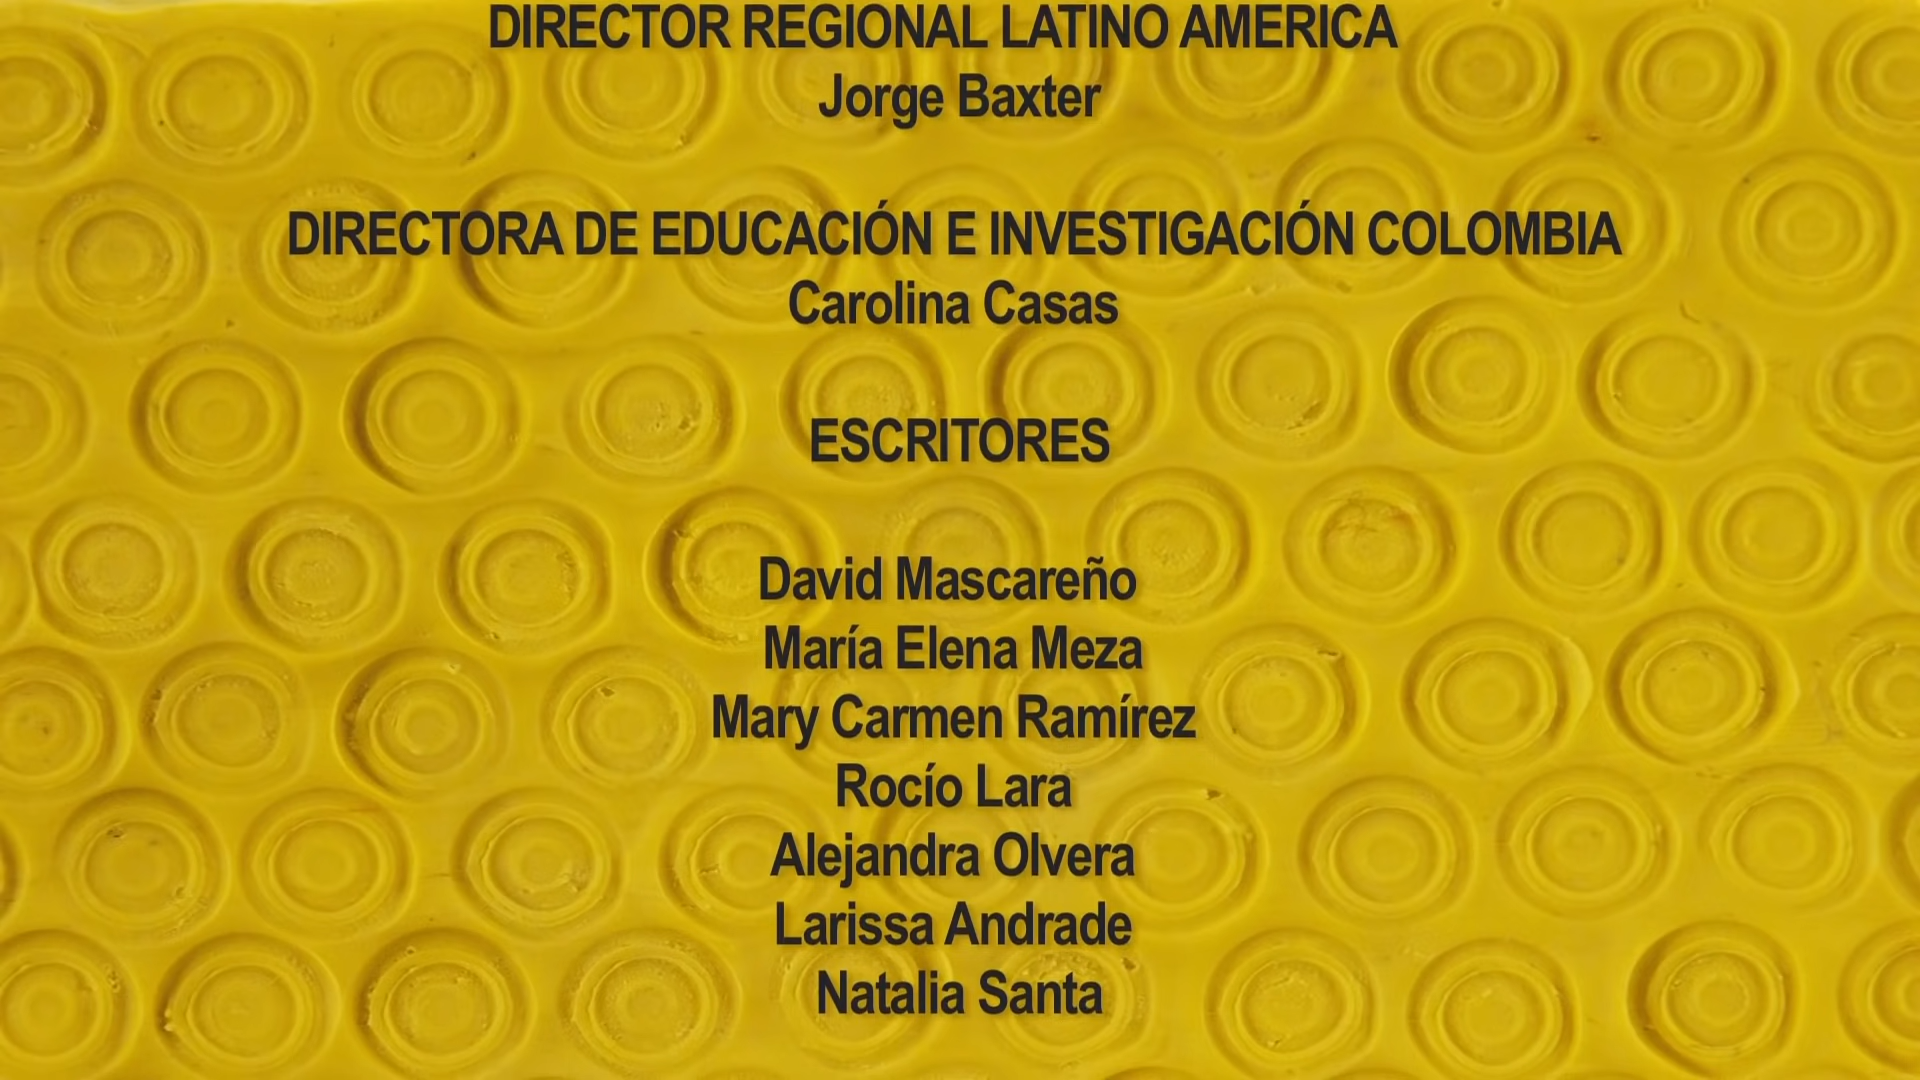 DIRECTOR REGIONAL LATINO AMERICA
Jorge Baxter
DIRECTORA DE EDUCACIÓN E INVESTIGACIÓN COLOMBIA
Carolina Casas
ESCRITORES
David Mascareño
María Elena Meza
Mary Carmen Ramírez
Rocío Lara
Alejandra Olvera
Larissa Andrade
Natalia Santa